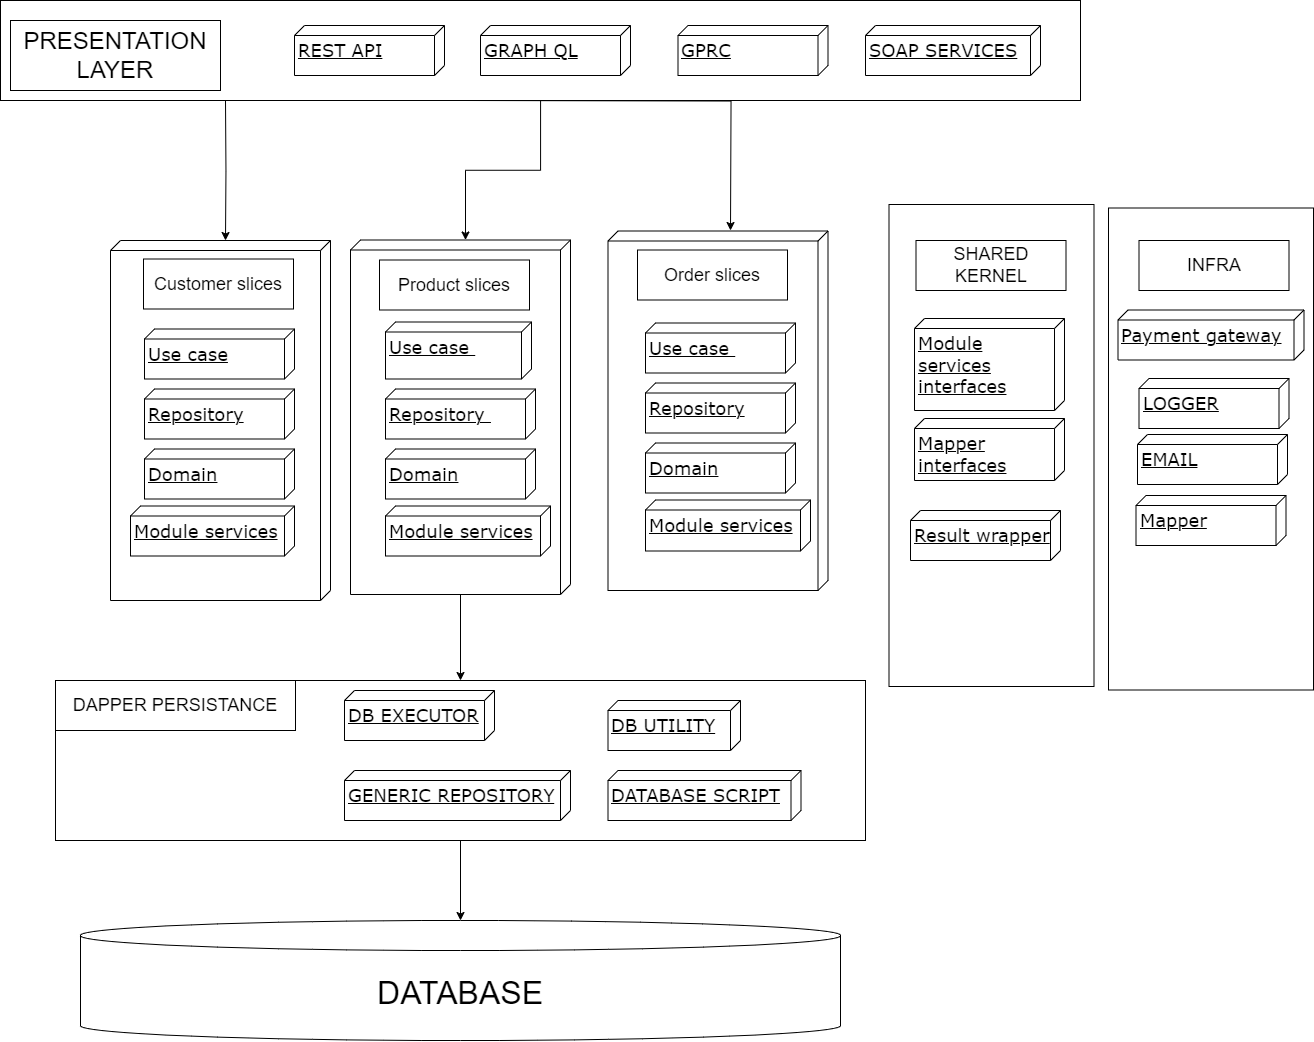 PRESENTATION
LAYER
REST API
GRAPH QL
GPRC
SOAP SERVICES
Customer slices
Use case
Repository
Domain
Module services
Product slices
Use case
Repository
Domain
Module services
Order slices
Use case
Repository
Domain
Module services
SHARED
KERNEL
Module
services
interfaces
Mapper
interfaces
Result wrapper
INFRA
Payment gateway
LOGGER
EMAIL
Mapper
DAPPER PERSISTANCE
DB EXECUTOR
DB UTILITY
GENERIC REPOSITORY
DATABASE SCRIPT
DATABASE